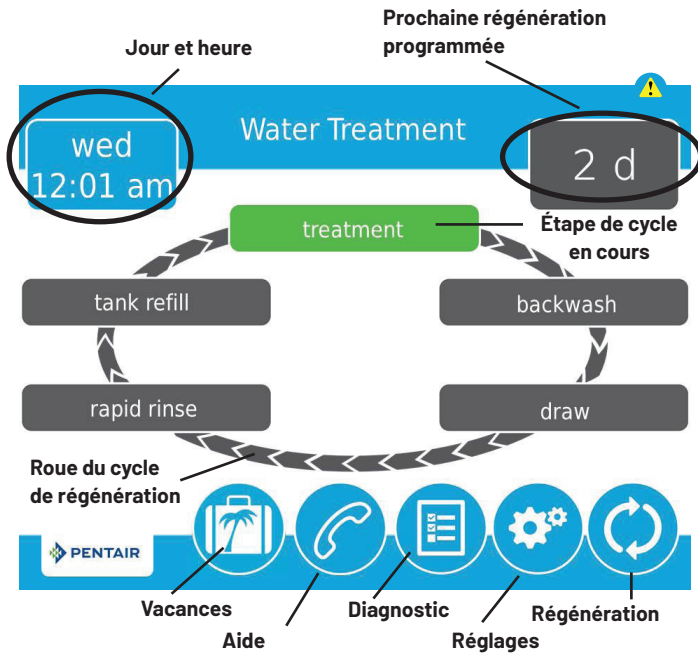 Prochaine régénération
programmée
Jour et heure
wed
12:01 am
Water Treatment
2 d
treatment
Étape de cycle
en cours
tank refill
backwash
rapid rinse
draw
Roue du cycle
de régénération
PENTAIR
Vacances
Aide
Diagnostic
Réglages
Régénération